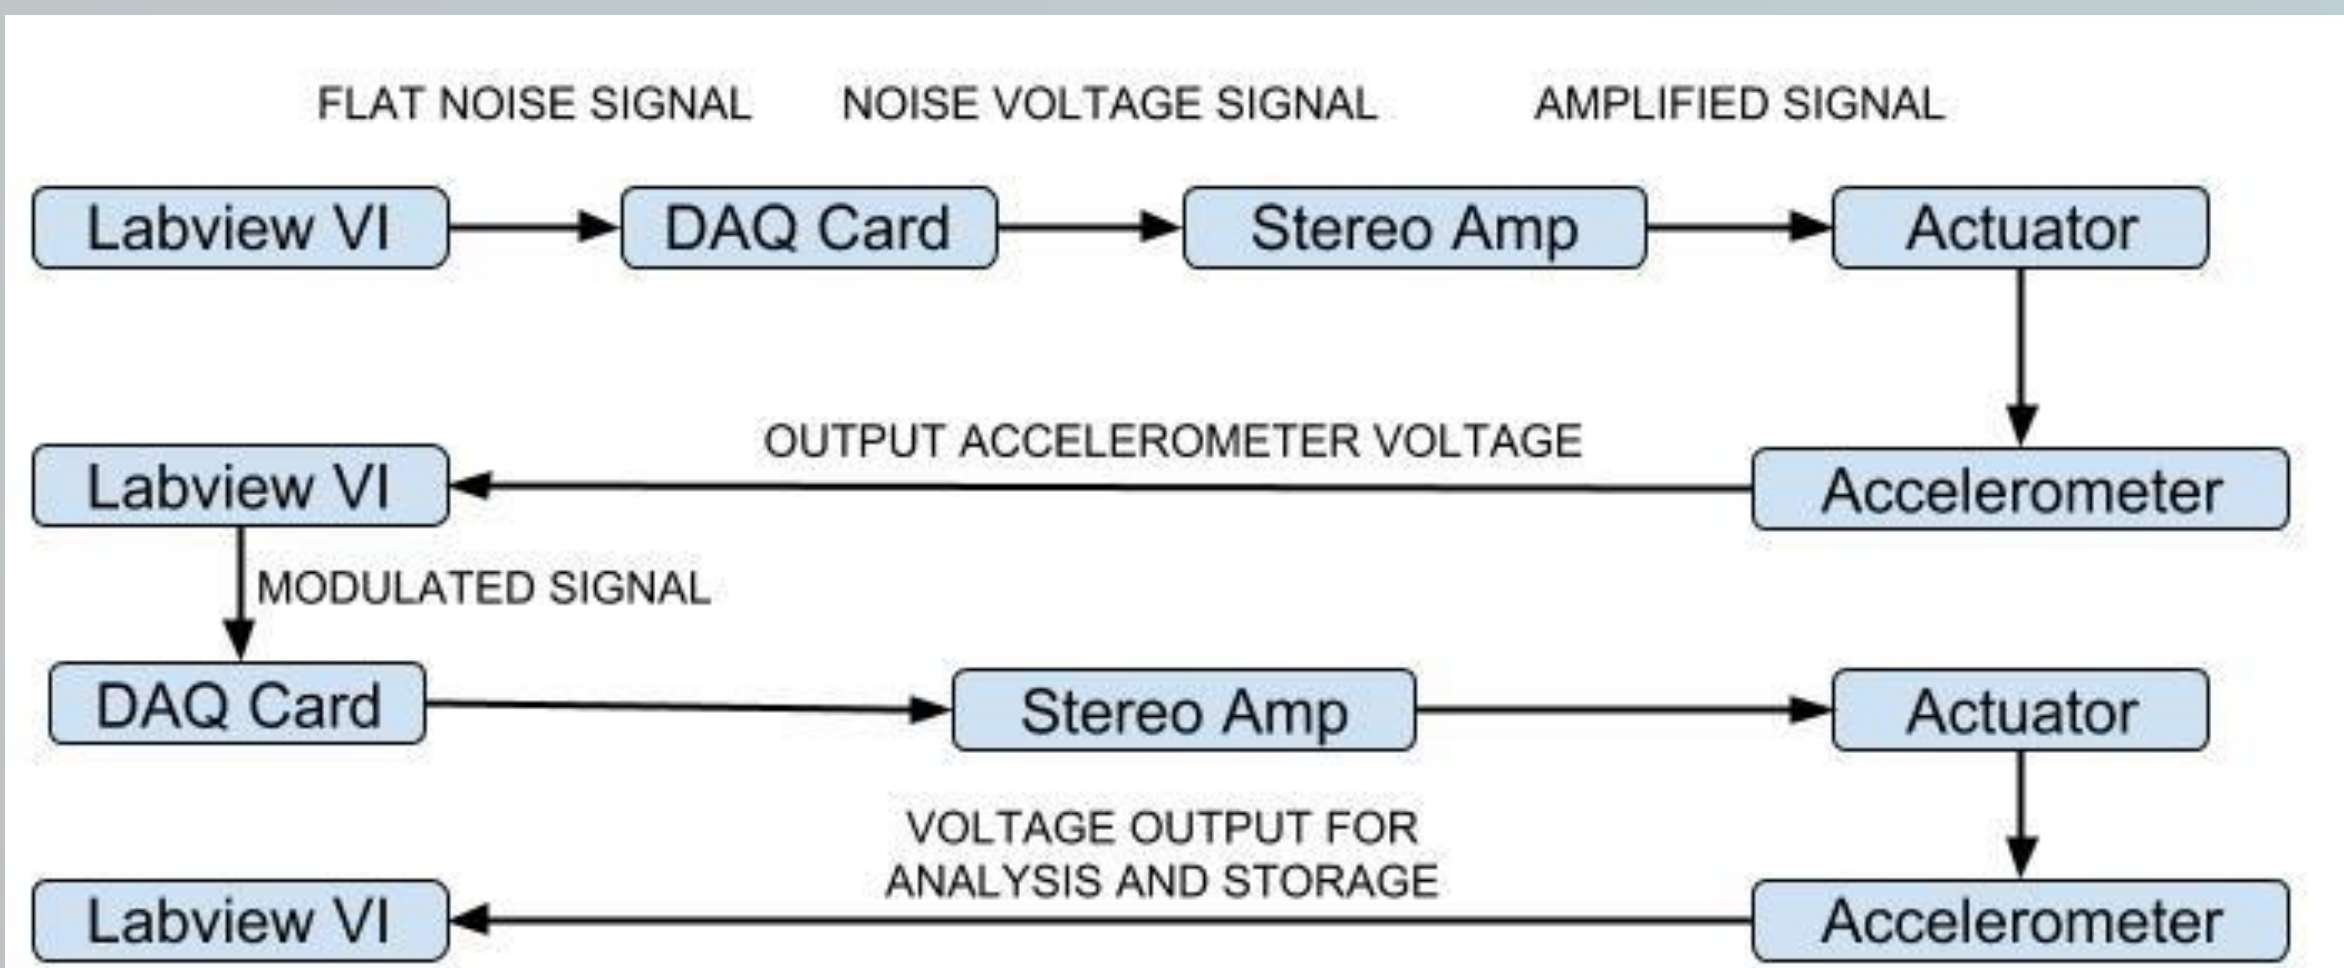 FLAT NOISE SIGNAL NOISE VOLTAGE SIGNAL AMPLIFIED SIGNAL
Labview VI DAQ Card Stereo Amp Actuator
OUTPUT ACCELEROMETER VOLTAGE
Labview VI Accelerometer
MODULATED SIGNAL
DAQ Card Stereo Amp Actuator
VOLTAGE OUTPUT FOR
ANALYSIS AND STORAGE
Labview VI Accelerometer